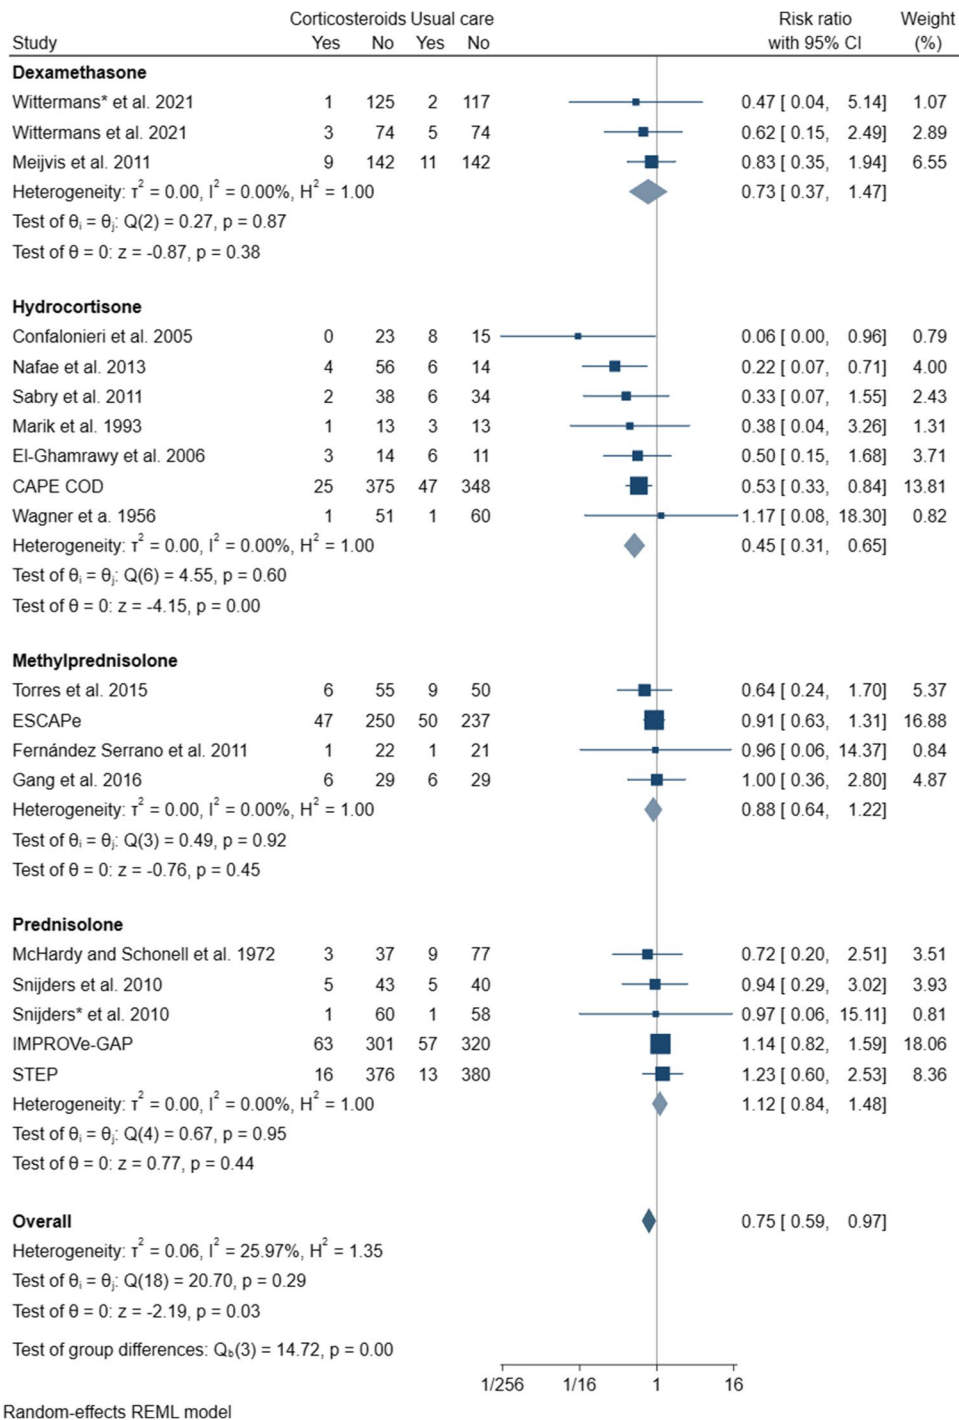 Corticosteroids Usual care Risk ratio Weight
Study Yes No Yes No with 95% CI (%)
Dexamethasone
Wittermans* et al. 2021 1 125 2 117 0.47 [ 0.04, 5.14] 1.07
Wittermans et al. 2021 3 74 5 74 0.62 [ 0.15, 2.49] 2.89
Meijvis et al. 2011 9 142 11 142 0.83 [ 0.35, 1.94] 6.55
Heterogeneity: τ² = 0.00, I² = 0.00%, H² = 1.00 0.73 [ 0.37, 1.47]
Test of θᵢ = θⱼ: Q(2) = 0.27, p = 0.87
Test of θ = 0: z = -0.87, p = 0.38
Hydrocortisone
Confalonieri et al. 2005 0 23 8 15 0.06 [ 0.00, 0.96] 0.79
Nafae et al. 2013 4 56 6 14 0.22 [ 0.07, 0.71] 4.00
Sabry et al. 2011 2 38 6 34 0.33 [ 0.07, 1.55] 2.43
Marik et al. 1993 1 13 3 13 0.38 [ 0.04, 3.26] 1.31
El-Ghamrawy et al. 2006 3 14 6 11 0.50 [ 0.15, 1.68] 3.71
CAPE COD 25 375 47 348 0.53 [ 0.33, 0.84] 13.81
Wagner et a. 1956 1 51 1 60 1.17 [ 0.08, 18.30] 0.82
Heterogeneity: τ² = 0.00, I² = 0.00%, H² = 1.00 0.45 [ 0.31, 0.65]
Test of θᵢ = θⱼ: Q(6) = 4.55, p = 0.60
Test of θ = 0: z = -4.15, p = 0.00
Methylprednisolone
Torres et al. 2015 6 55 9 50 0.64 [ 0.24, 1.70] 5.37
ESCAPe 47 250 50 237 0.91 [ 0.63, 1.31] 16.88
Fernández Serrano et al. 2011 1 22 1 21 0.96 [ 0.06, 14.37] 0.84
Gang et al. 2016 6 29 6 29 1.00 [ 0.36, 2.80] 4.87
Heterogeneity: τ² = 0.00, I² = 0.00%, H² = 1.00 0.88 [ 0.64, 1.22]
Test of θᵢ = θⱼ: Q(3) = 0.49, p = 0.92
Test of θ = 0: z = -0.76, p = 0.45
Prednisolone
McHardy and Schonell et al. 1972 3 37 9 77 0.72 [ 0.20, 2.51] 3.51
Snijders et al. 2010 5 43 5 40 0.94 [ 0.29, 3.02] 3.93
Snijders* et al. 2010 1 60 1 58 0.97 [ 0.06, 15.11] 0.81
IMPROVe-GAP 63 301 57 320 1.14 [ 0.82, 1.59] 18.06
STEP 16 376 13 380 1.23 [ 0.60, 2.53] 8.36
Heterogeneity: τ² = 0.00, I² = 0.00%, H² = 1.00 1.12 [ 0.84, 1.48]
Test of θᵢ = θⱼ: Q(4) = 0.67, p = 0.95
Test of θ = 0: z = 0.77, p = 0.44
Overall 0.75 [ 0.59, 0.97]
Heterogeneity: τ² = 0.06, I² = 25.97%, H² = 1.35
Test of θᵢ = θⱼ: Q(18) = 20.70, p = 0.29
Test of θ = 0: z = -2.19, p = 0.03
Test of group differences: Q_b(3) = 14.72, p = 0.00
1/256 1/16 1 16
Random-effects REML model